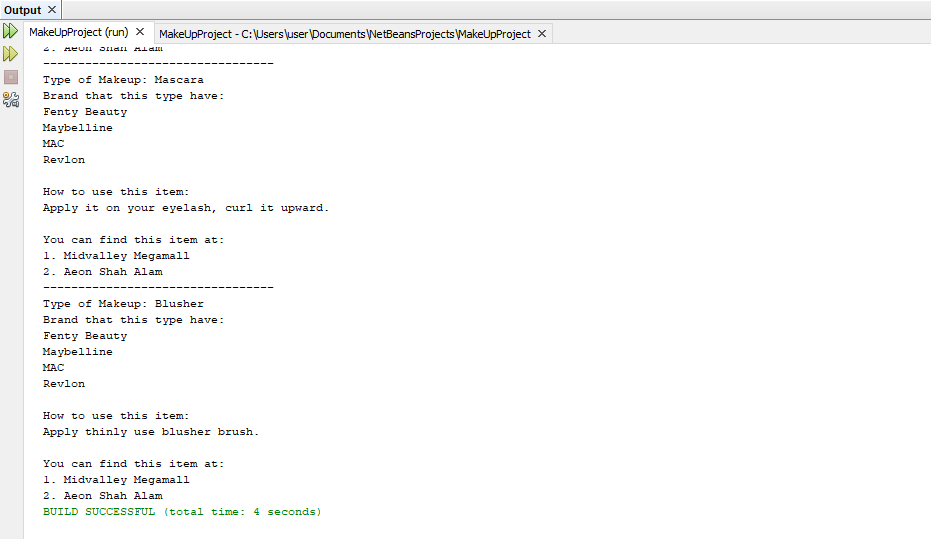 Output
MakeUpProject (run)
MakeUpProject - C:\Users\user\Documents\NetBeansProjects\MakeUpProject
2. Aeon Shah Alam
---------------------------------
Type of Makeup: Mascara
Brand that this type have:
Fenty Beauty
Maybelline
MAC
Revlon
How to use this item:
Apply it on your eyelash, curl it upward.
You can find this item at:
1. Midvalley Megamall
2. Aeon Shah Alam
---------------------------------
Type of Makeup: Blusher
Brand that this type have:
Fenty Beauty
Maybelline
MAC
Revlon
How to use this item:
Apply thinly use blusher brush.
You can find this item at:
1. Midvalley Megamall
2. Aeon Shah Alam
BUILD SUCCESSFUL (total time: 4 seconds)